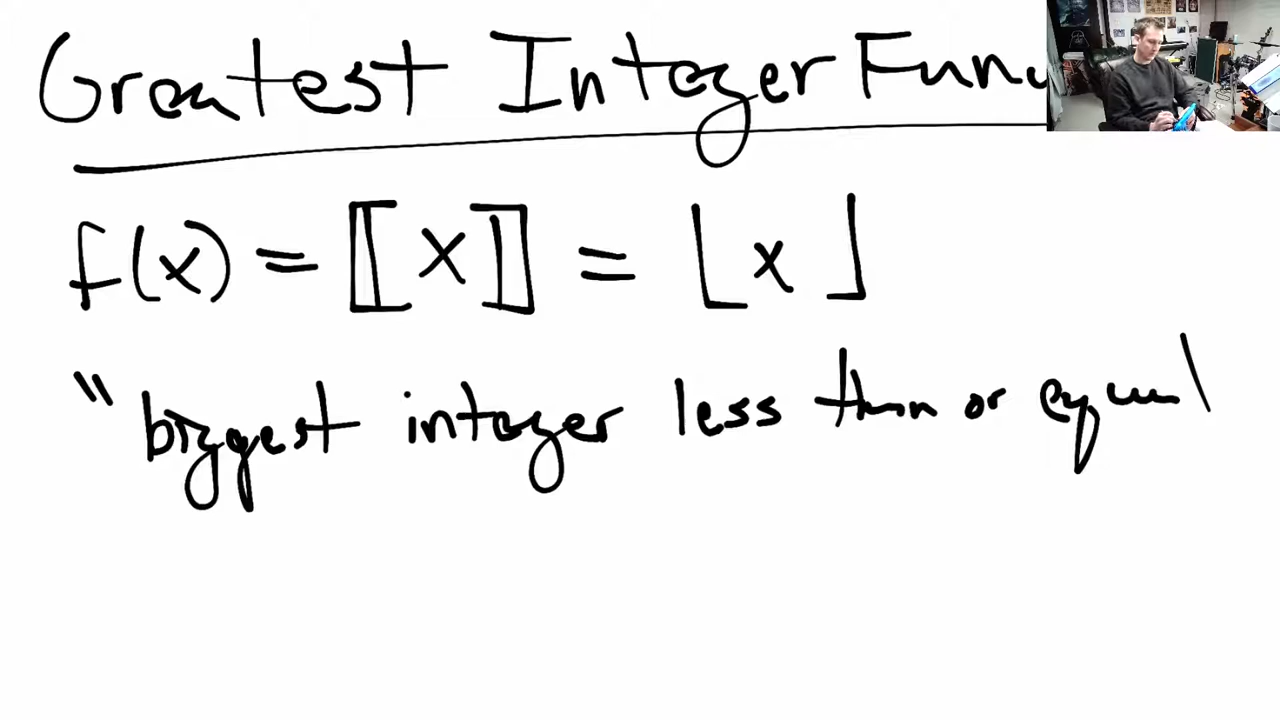 Greatest Integer Func
f(x) = ⟦x⟧ = ⌊x⌋
"biggest integer less than or equal